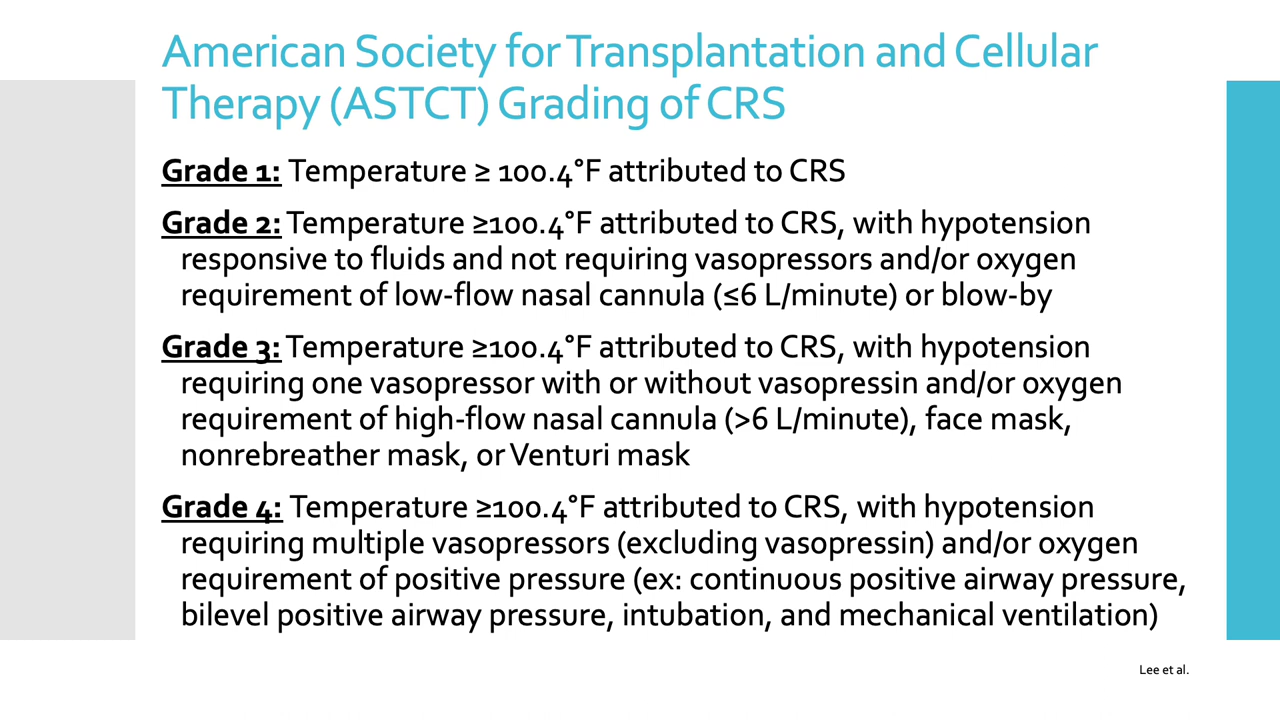 American Society for Transplantation and Cellular
Therapy (ASTCT) Grading of CRS
Grade 1: Temperature ≥ 100.4°F attributed to CRS
Grade 2: Temperature ≥100.4°F attributed to CRS, with hypotension
responsive to fluids and not requiring vasopressors and/or oxygen
requirement of low-flow nasal cannula (≤6 L/minute) or blow-by
Grade 3: Temperature ≥100.4°F attributed to CRS, with hypotension
requiring one vasopressor with or without vasopressin and/or oxygen
requirement of high-flow nasal cannula (>6 L/minute), face mask,
nonrebreather mask, or Venturi mask
Grade 4: Temperature ≥100.4°F attributed to CRS, with hypotension
requiring multiple vasopressors (excluding vasopressin) and/or oxygen
requirement of positive pressure (ex: continuous positive airway pressure,
bilevel positive airway pressure, intubation, and mechanical ventilation)
Lee et al.